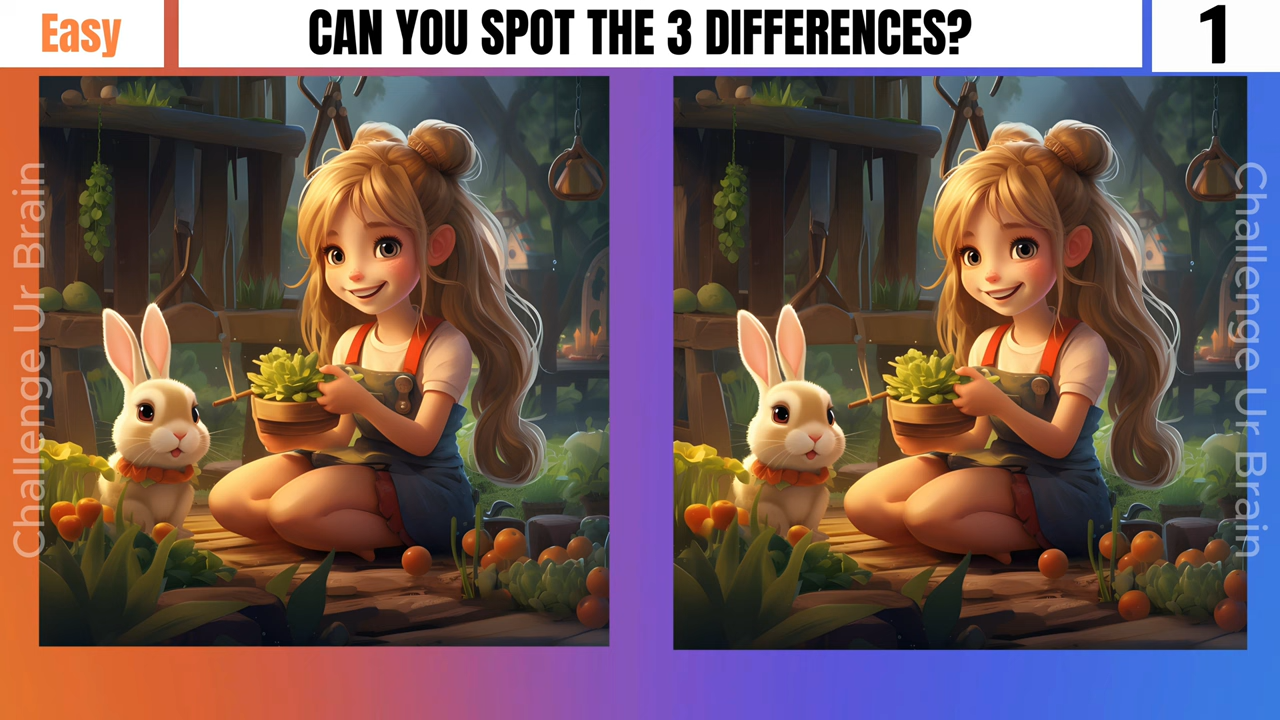 Easy
CAN YOU SPOT THE 3 DIFFERENCES?
1
Challenge Ur Brain
Challenge Ur Brain